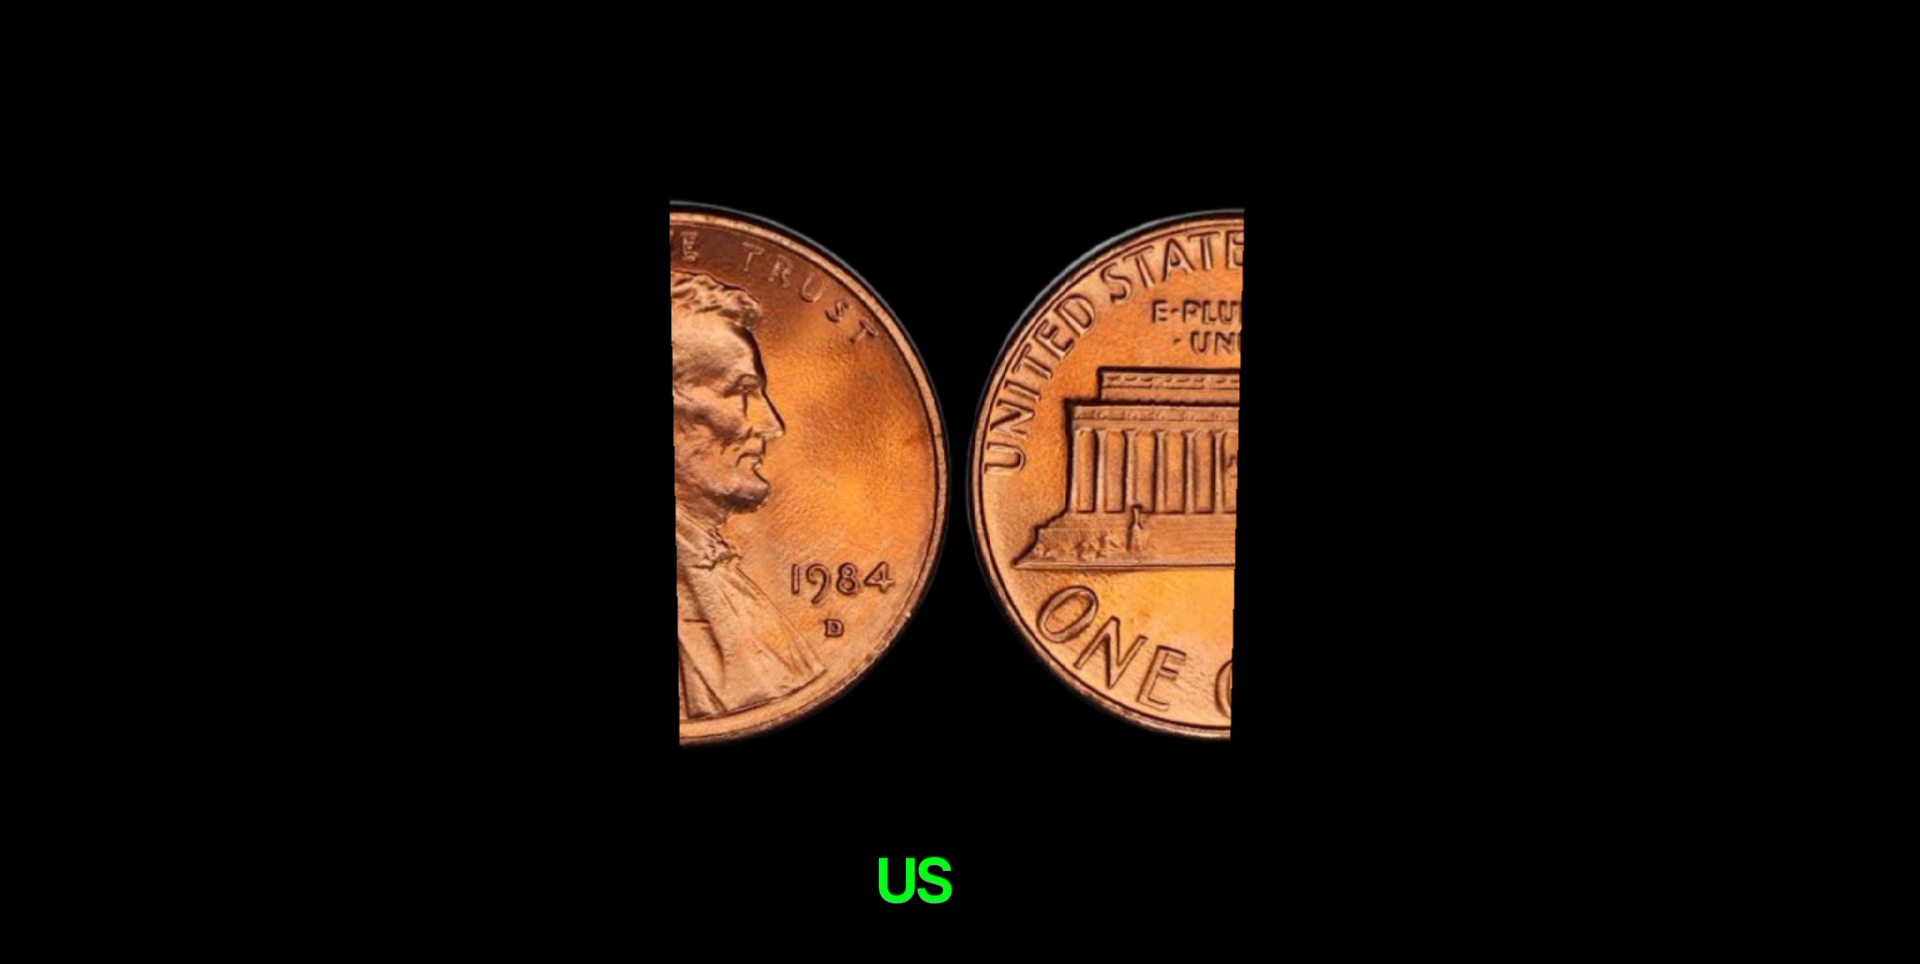 E TRUST
1984
D
UNITED STATE
E·PLU
·UN
ONE
US